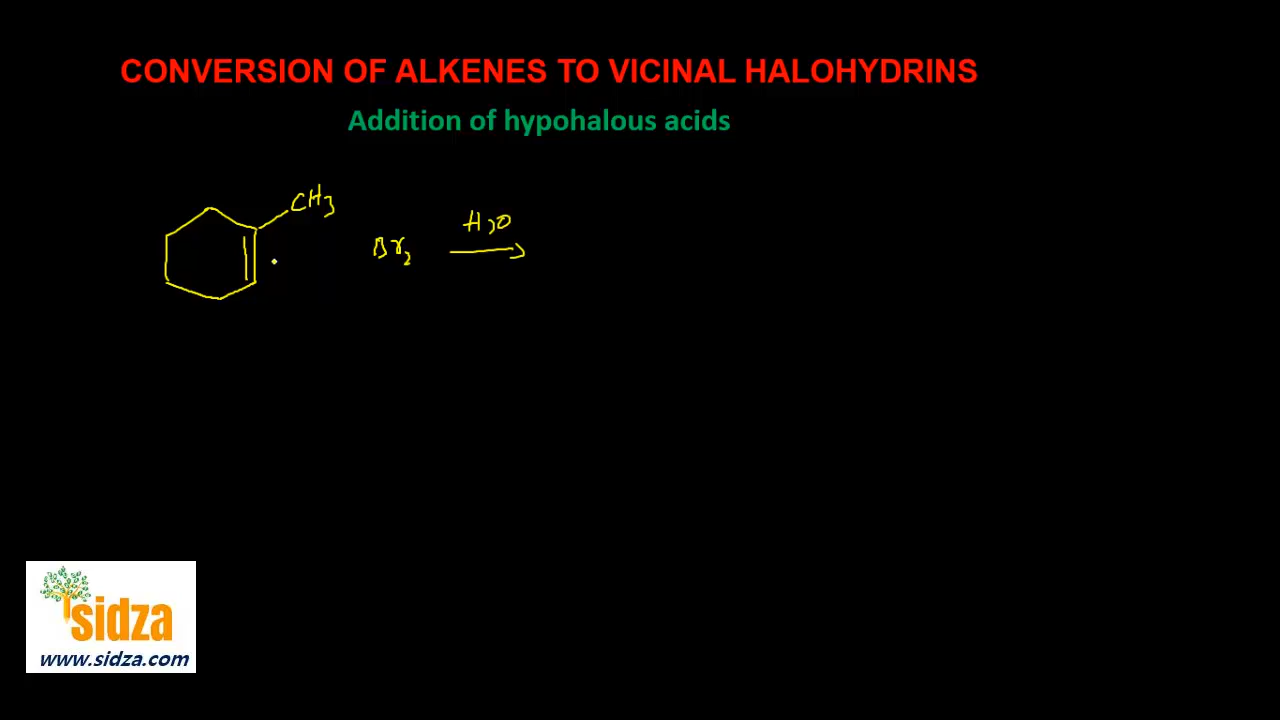 CONVERSION OF ALKENES TO VICINAL HALOHYDRINS
Addition of hypohalous acids
CH3
H2O
Br2
sidza
www.sidza.com